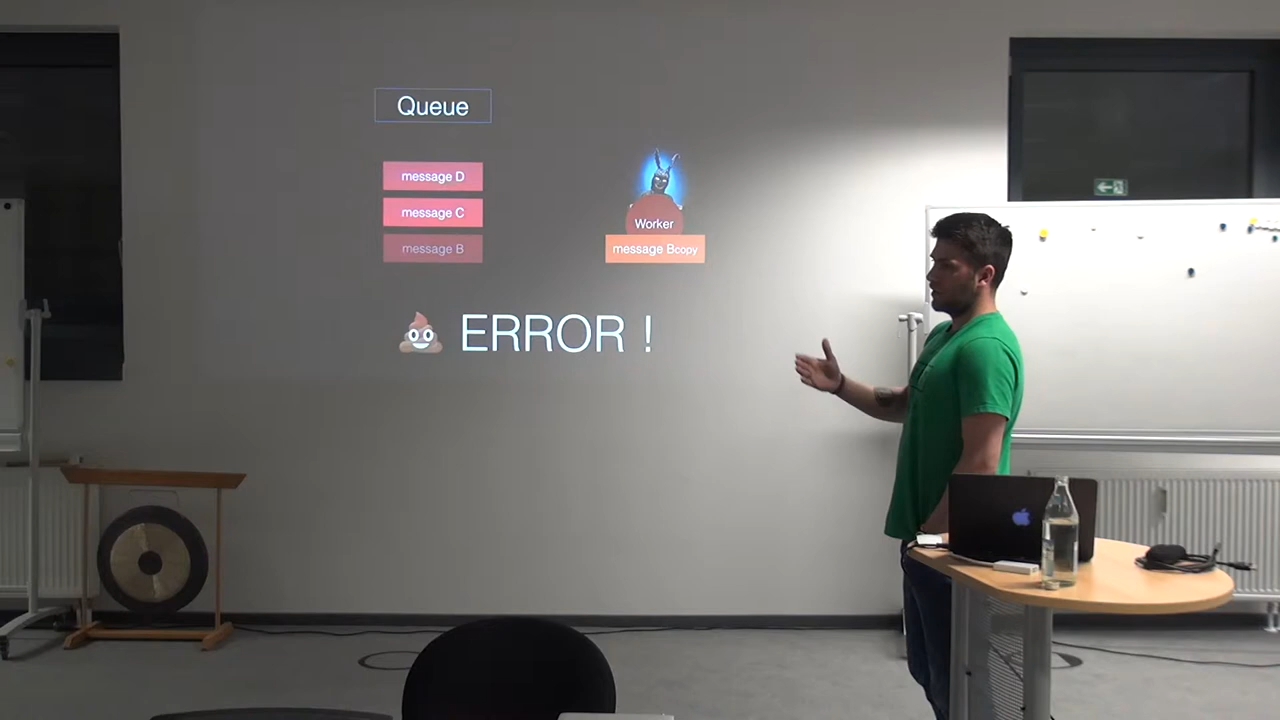 Queue
message D
message C
message B
Worker
message Bcopy
ERROR !